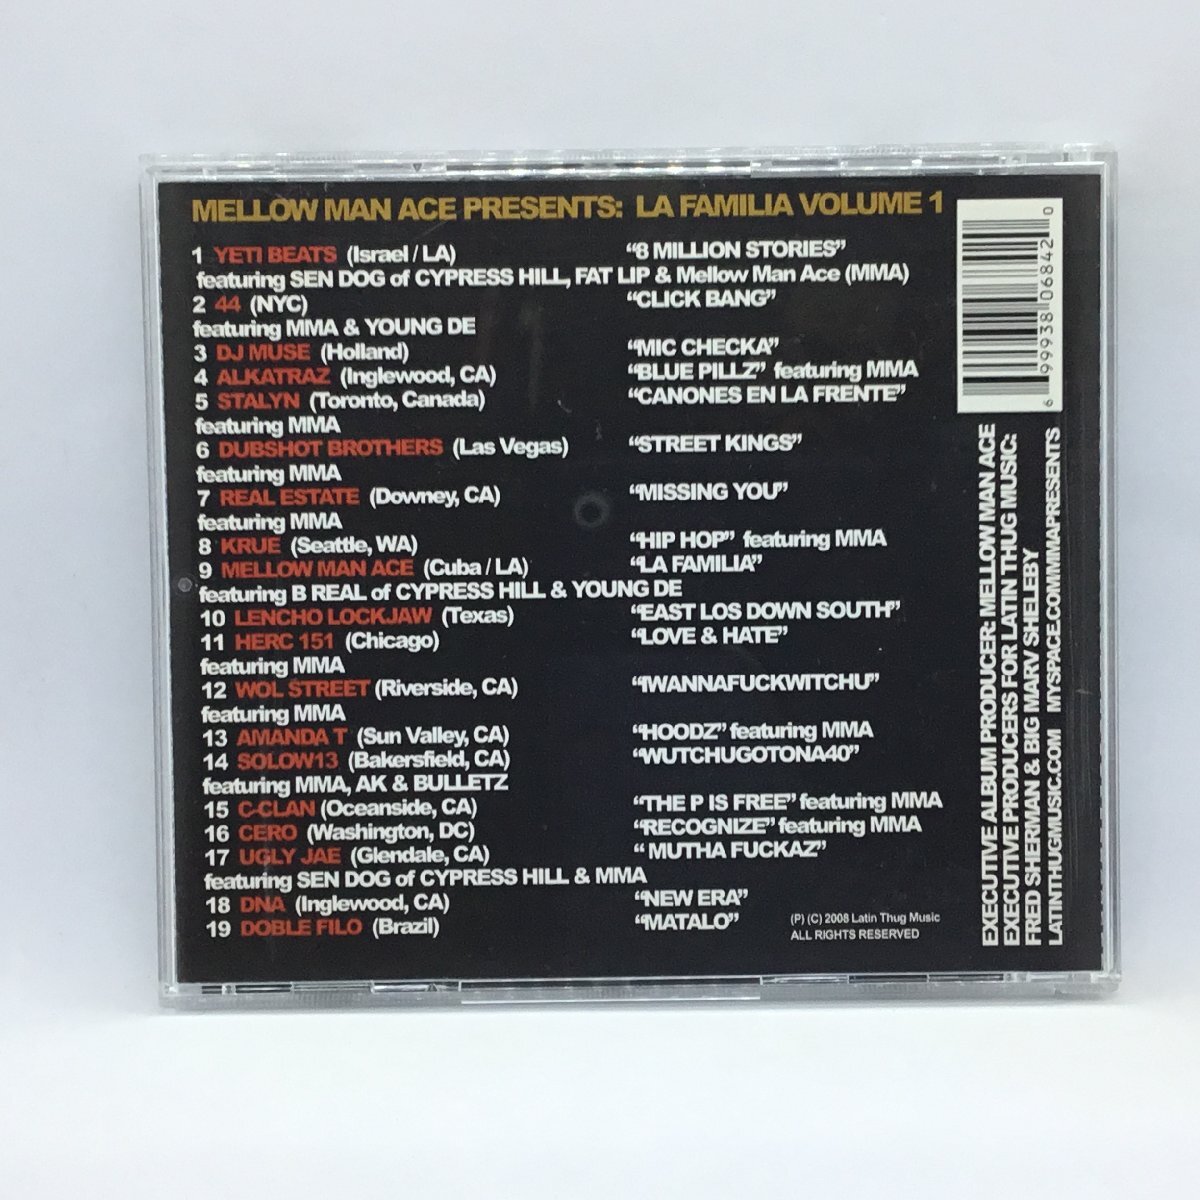 MELLOW MAN ACE PRESENTS: LA FAMILIA VOLUME 1
1 YETI BEATS (Israel / LA) “8 MILLION STORIES”
featuring SEN DOG of CYPRESS HILL, FAT LIP & Mellow Man Ace (MMA)
2 44 (NYC) “CLICK BANG”
featuring MMA & YOUNG DE
3 DJ MUSE (Holland) “MIC CHECKA”
4 ALKATRAZ (Inglewood, CA) “BLUE PILLZ” featuring MMA
5 STALYN (Toronto, Canada) “CANONES EN LA FRENTE”
featuring MMA
6 DUBSHOT BROTHERS (Las Vegas) “STREET KINGS”
featuring MMA
7 REAL ESTATE (Downey, CA) “MISSING YOU”
featuring MMA
8 KRUE (Seattle, WA) “HIP HOP” featuring MMA
9 MELLOW MAN ACE (Cuba / LA) “LA FAMILIA”
featuring B REAL of CYPRESS HILL & YOUNG DE
10 LENCHO LOCKJAW (Texas) “EAST LOS DOWN SOUTH”
11 HERC 151 (Chicago) “LOVE & HATE”
featuring MMA
12 WOL STREET (Riverside, CA) “IWANNAFUCKWITCHU”
featuring MMA
13 AMANDA T (Sun Valley, CA) “HOODZ” featuring MMA
14 SOLOW13 (Bakersfield, CA) “WUTCHUGOTONA40”
featuring MMA, AK & BULLETZ
15 C-CLAN (Oceanside, CA) “THE P IS FREE” featuring MMA
16 CERO (Washington, DC) “RECOGNIZE” featuring MMA
17 UGLY JAE (Glendale, CA) “ MUTHA FUCKAZ”
featuring SEN DOG of CYPRESS HILL & MMA
18 DNA (Inglewood, CA) “NEW ERA”
19 DOBLE FILO (Brazil) “MATALO”
(P) (C) 2008 Latin Thug Music
ALL RIGHTS RESERVED
6 99938 06842 0
EXECUTIVE ALBUM PRODUCER: MELLOW MAN ACE
EXECUTIVE PRODUCERS FOR LATIN THUG MUSIC:
FRED SHERMAN & BIG MARV SHELEBY
LATINTHUGMUSIC.COM MYSPACE.COM/MMAPRESENTS